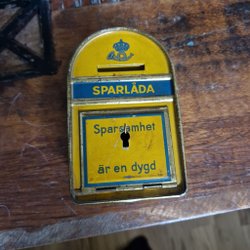 SPARLÅDA
Sparsamhet
är en dygd